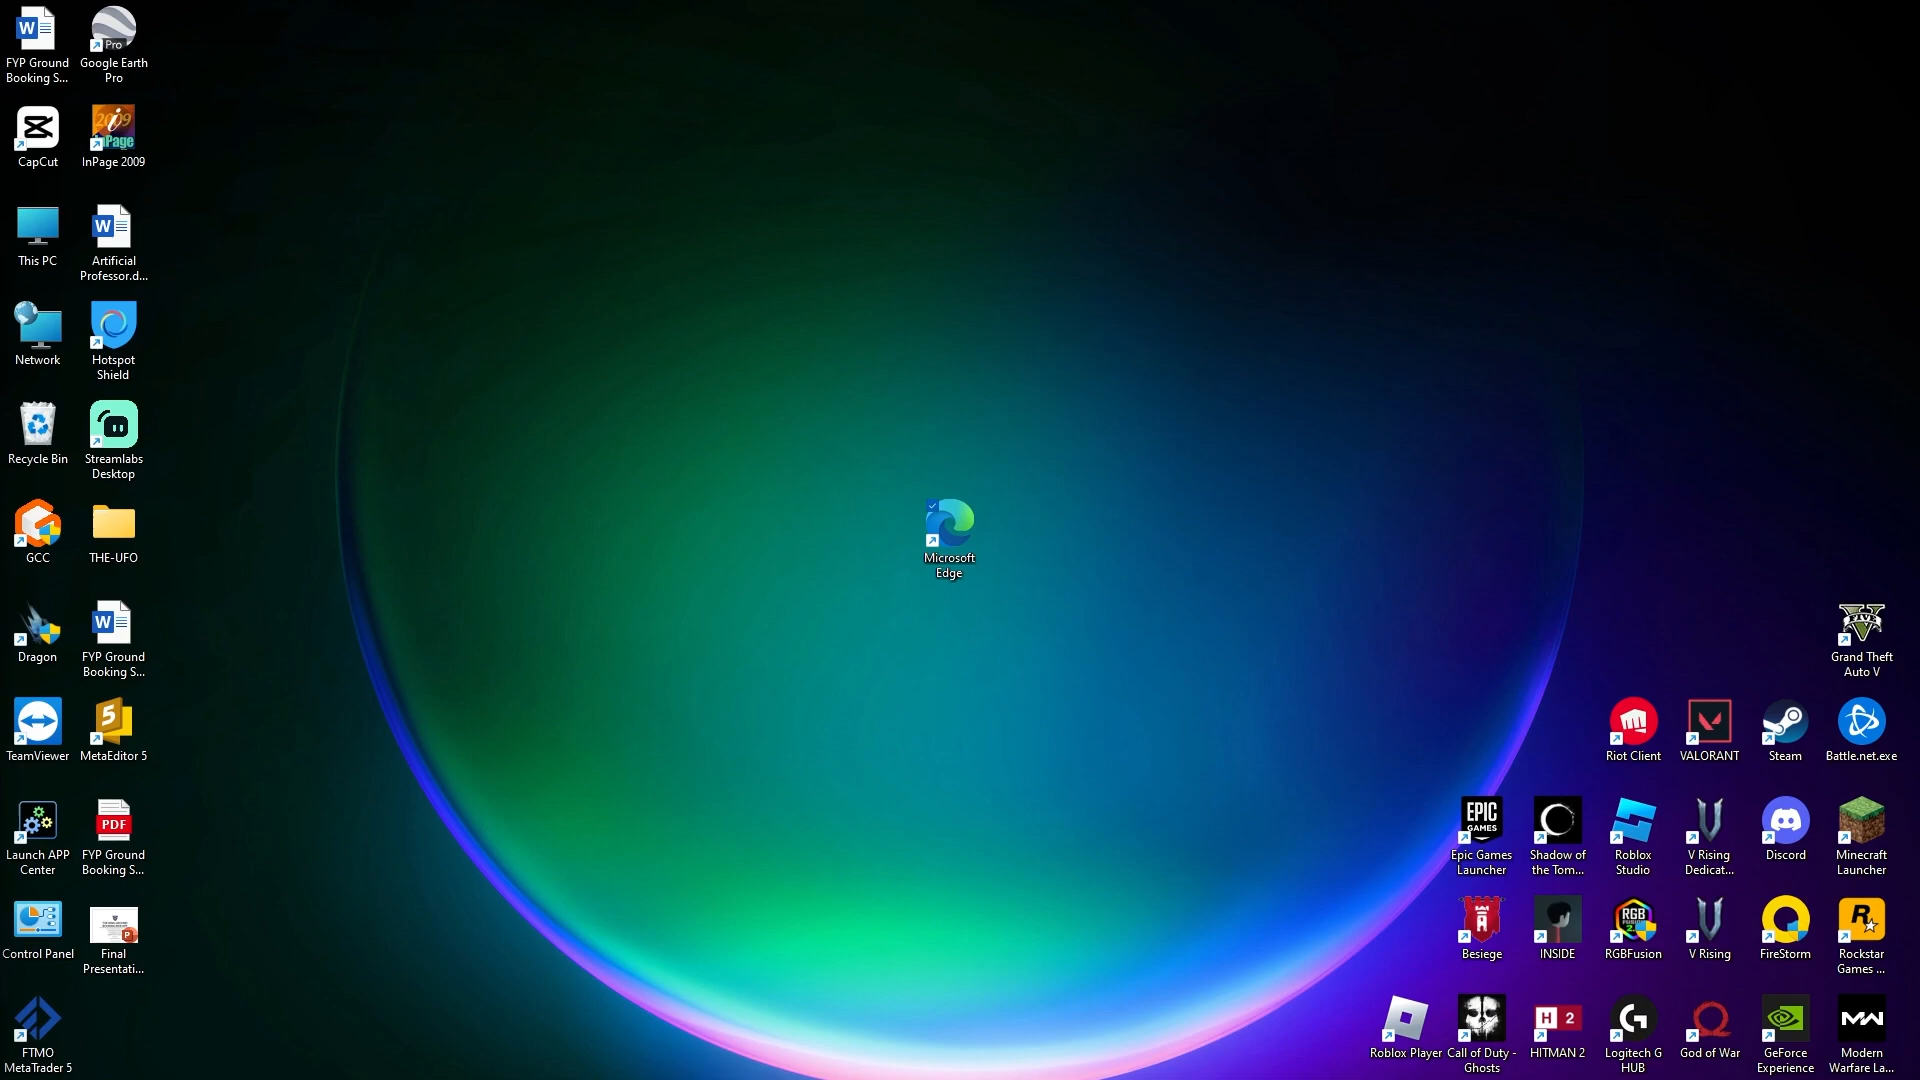 FYP Ground
Booking S...
Google Earth
Pro
Pro
CapCut
2009
i
nPage
InPage 2009
This PC
Artificial
Professor.d...
Network
Hotspot
Shield
Recycle Bin
Streamlabs
Desktop
GCC
THE-UFO
Dragon
FYP Ground
Booking S...
TeamViewer
5
MetaEditor 5
Launch APP
Center
PDF
FYP Ground
Booking S...
Control Panel
Final
Presentati...
FTMO
MetaTrader 5
Microsoft
Edge
FIVE
Grand Theft
Auto V
Riot Client
VALORANT
Steam
Battle.net.exe
EPIC
GAMES
Epic Games
Launcher
Shadow of
the Tom...
Roblox
Studio
V Rising
Dedicat...
Discord
Minecraft
Launcher
Besiege
INSIDE
RGB
RGBFusion
V Rising
FireStorm
R
Rockstar
Games ...
Roblox Player
Call of Duty -
Ghosts
H 2
HITMAN 2
Logitech G
HUB
God of War
GeForce
Experience
MW
Modern
Warfare La...